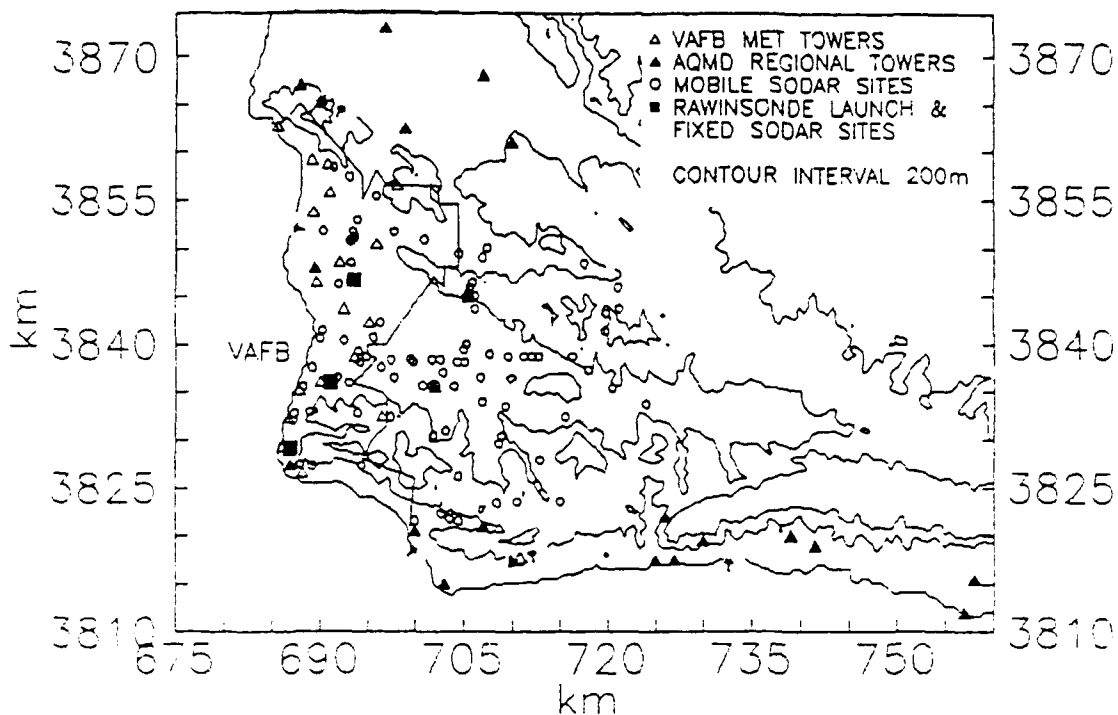 △ VAFB MET TOWERS
▲ AQMD REGIONAL TOWERS
○ MOBILE SODAR SITES
■ RAWINSONDE LAUNCH &
FIXED SODAR SITES
CONTOUR INTERVAL 200m
3870
3855
3840
3825
3810
km
VAFB
3870
3855
3840
3825
3810
675
690
705
720
735
750
km